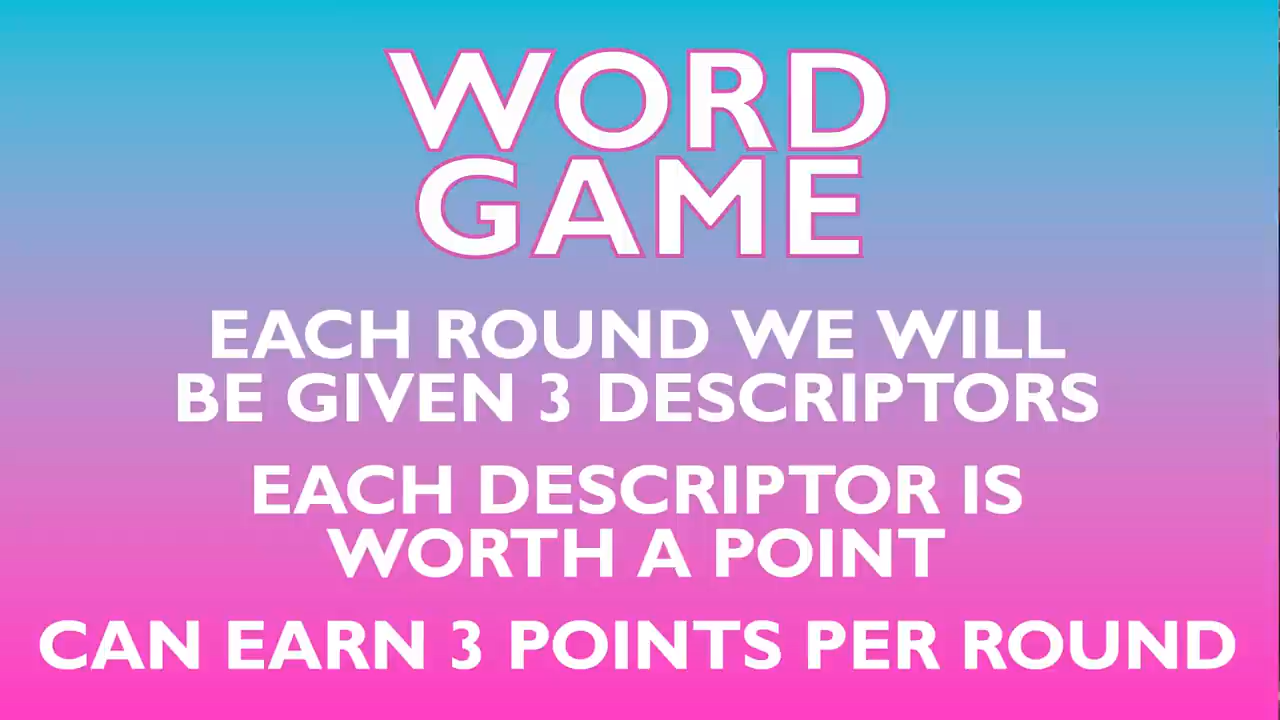 WORD
GAME
EACH ROUND WE WILL
BE GIVEN 3 DESCRIPTORS
EACH DESCRIPTOR IS
WORTH A POINT
CAN EARN 3 POINTS PER ROUND